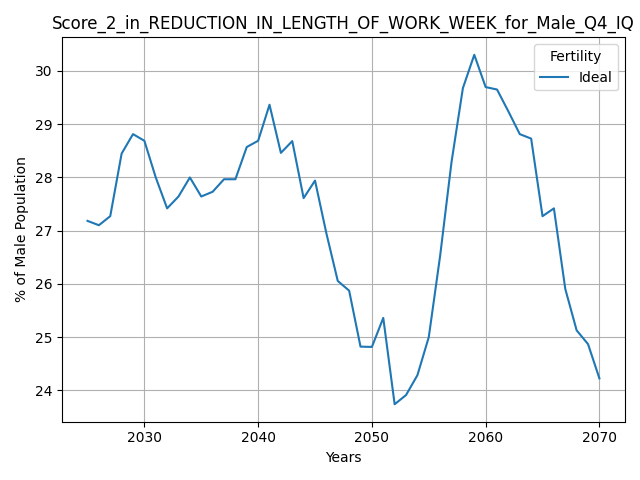 Score_2_in_REDUCTION_IN_LENGTH_OF_WORK_WEEK_for_Male_Q4_IQ
Fertility
Ideal
30
29
28
27
26
25
24
% of Male Population
2030 2040 2050 2060 2070
Years